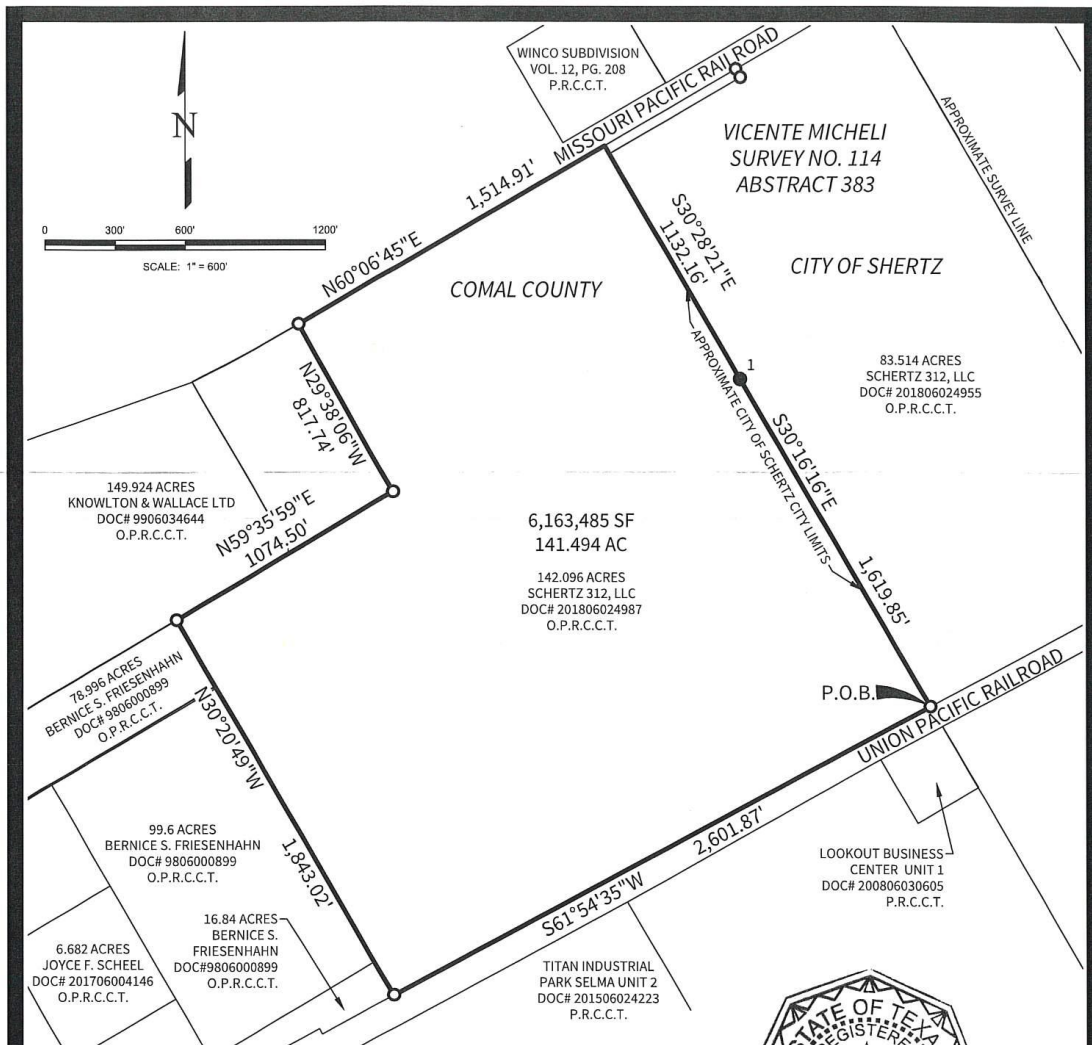 WINCO SUBDIVISION
VOL. 12, PG. 208
P.R.C.C.T.
MISSOURI PACIFIC RAILROAD
N
0 300' 600' 1200'
SCALE: 1" = 600'
VICENTE MICHELI
SURVEY NO. 114
ABSTRACT 383
APPROXIMATE SURVEY LINE
N60°06'45"E 1,514.91'
S30°28'21"E
1132.16'
COMAL COUNTY
CITY OF SHERTZ
83.514 ACRES
SCHERTZ 312, LLC
DOC# 201806024955
O.P.R.C.C.T.
1
APPROXIMATE CITY OF SCHERTZ CITY LIMITS
N29°38'06"W
817.74'
S30°16'16"E 1,619.85'
149.924 ACRES
KNOWLTON & WALLACE LTD
DOC# 9906034644
O.P.R.C.C.T.
N59°35'59"E
1074.50'
6,163,485 SF
141.494 AC
142.096 ACRES
SCHERTZ 312, LLC
DOC# 201806024987
O.P.R.C.C.T.
78.996 ACRES
BERNICE S. FRIESENHAHN
DOC# 9806000899
O.P.R.C.C.T.
N30°20'49"W 1,843.02'
P.O.B.
UNION PACIFIC RAILROAD
99.6 ACRES
BERNICE S. FRIESENHAHN
DOC# 9806000899
O.P.R.C.C.T.
S61°54'35"W 2,601.87'
LOOKOUT BUSINESS
CENTER UNIT 1
DOC# 200806030605
P.R.C.C.T.
16.84 ACRES
BERNICE S.
FRIESENHAHN
DOC#9806000899
O.P.R.C.C.T.
6.682 ACRES
JOYCE F. SCHEEL
DOC# 201706004146
O.P.R.C.C.T.
TITAN INDUSTRIAL
PARK SELMA UNIT 2
DOC# 201506024223
P.R.C.C.T.
STATE OF TEXA
REGISTERE